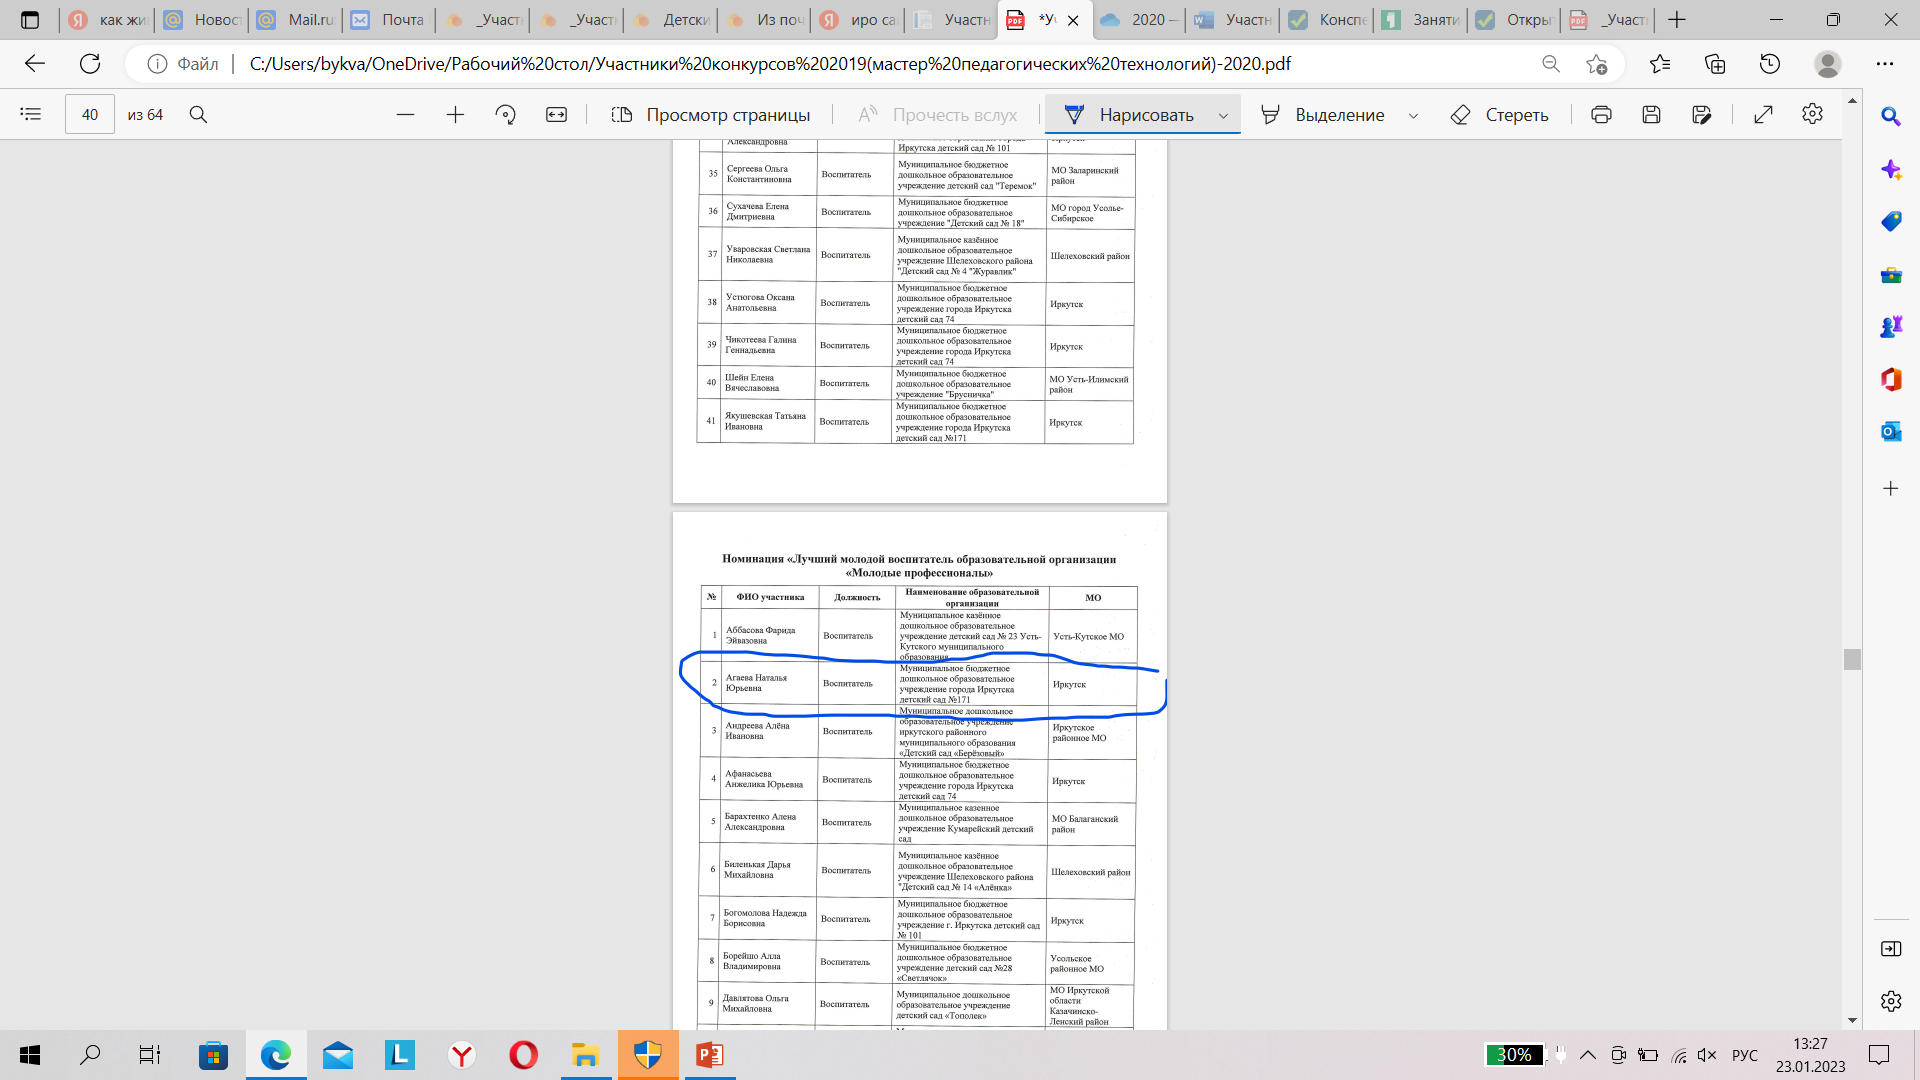 как жи
Новост
Mail.ru
Почта
_Участ
_Участ
Детски
Из поч
иро са
Участн
*Уч
2020 —
Участн
Конспе
Заняти
Откры
_Участ
Файл | C:/Users/bykva/OneDrive/Рабочий%20стол/Участники%20конкурсов%202019(мастер%20педагогических%20технологий)-2020.pdf
40 из 64 Просмотр страницы Прочесть вслух Нарисовать Выделение Стереть
Александровна
Иркутска детский сад № 101
Иркутск
35 Сергеева Ольга Константиновна Воспитатель
Муниципальное бюджетное
дошкольное образовательное
учреждение детский сад "Теремок"
МО Заларинский
район
36 Сухачева Елена
Дмитриевна
Воспитатель
Муниципальное бюджетное
дошкольное образовательное
учреждение "Детский сад № 18"
МО город Усолье-
Сибирское
37 Уваровская Светлана
Николаевна
Воспитатель
Муниципальное казённое
дошкольное образовательное
учреждение Шелеховского района
"Детский сад № 4 "Журавлик"
Шелеховский район
38 Устюгова Оксана
Анатольевна
Воспитатель
Муниципальное бюджетное
дошкольное образовательное
учреждение города Иркутска
детский сад 74
Иркутск
39 Чикотеева Галина
Геннадьевна
Воспитатель
Муниципальное бюджетное
дошкольное образовательное
учреждение города Иркутска
детский сад 74
Иркутск
40 Шейн Елена
Вячеславовна
Воспитатель
Муниципальное бюджетное
дошкольное образовательное
учреждение "Брусничка"
МО Усть-Илимский
район
41 Якушевская Татьяна
Ивановна
Воспитатель
Муниципальное бюджетное
дошкольное образовательное
учреждение города Иркутска
детский сад №171
Иркутск
Номинация «Лучший молодой воспитатель образовательной организации
«Молодые профессионалы»
№ ФИО участника Должность
Наименование образовательной
организации
МО
1 Аббасова Фарида
Эйвазовна
Воспитатель
Муниципальное казённое
дошкольное образовательное
учреждение детский сад № 23 Усть-
Кутского муниципального
образования
Усть-Кутское МО
2 Агаева Наталья
Юрьевна
Воспитатель
Муниципальное бюджетное
дошкольное образовательное
учреждение города Иркутска
детский сад №171
Иркутск
3 Андреева Алёна
Ивановна
Воспитатель
Муниципальное дошкольное
образовательное учреждение
иркутского районного
муниципального образования
«Детский сад «Берёзовый»
Иркутское
районное МО
4 Афанасьева
Анжелика Юрьевна
Воспитатель
Муниципальное бюджетное
дошкольное образовательное
учреждение города Иркутска
детский сад 74
Иркутск
5 Барахтенко Алена
Александровна
Воспитатель
Муниципальное казенное
дошкольное образовательное
учреждение Кумарейский детский
сад
МО Балаганский
район
6 Биленькая Дарья
Михайловна
Воспитатель
Муниципальное казённое
дошкольное образовательное
учреждение Шелеховского района
"Детский сад № 14 «Алёнка»
Шелеховский район
7 Богомолова Надежда
Борисовна
Воспитатель
Муниципальное бюджетное
дошкольное образовательное
учреждение г. Иркутска детский сад
№ 101
Иркутск
8 Борейшо Алла
Владимировна
Воспитатель
Муниципальное бюджетное
дошкольное образовательное
учреждение детский сад №28
«Светлячок»
Усольское
районное МО
9 Давлятова Ольга
Михайловна
Воспитатель
Муниципальное дошкольное
образовательное учреждение
детский сад «Тополек»
МО Иркутской
области
Казачинско-
Ленский район
30% РУС
13:27
23.01.2023